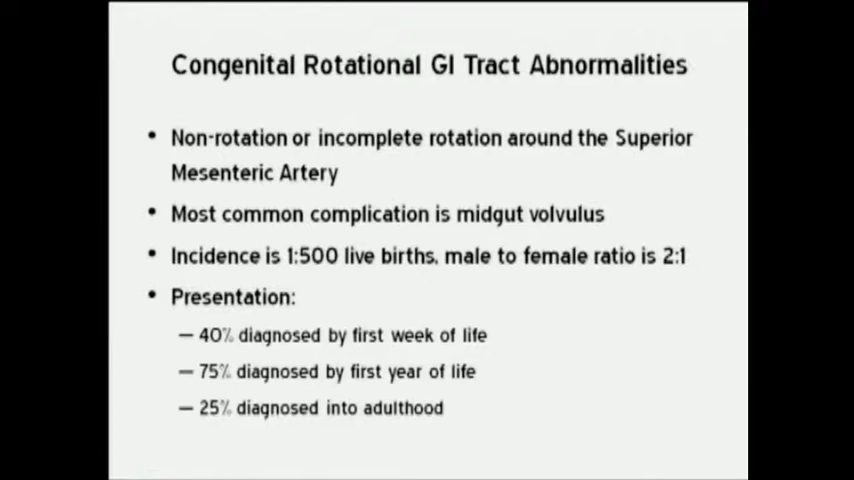 Congenital Rotational GI Tract Abnormalities
• Non-rotation or incomplete rotation around the Superior
Mesenteric Artery
• Most common complication is midgut volvulus
• Incidence is 1:500 live births, male to female ratio is 2:1
• Presentation:
– 40% diagnosed by first week of life
– 75% diagnosed by first year of life
– 25% diagnosed into adulthood